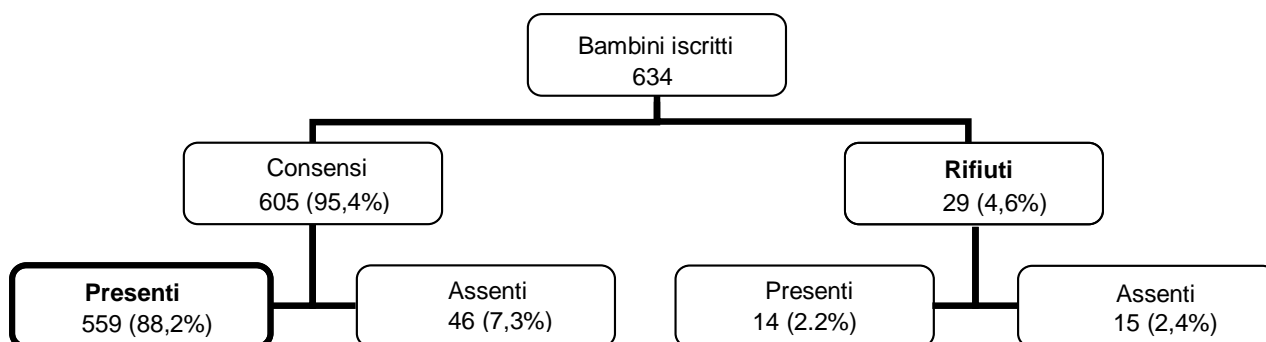 Bambini iscritti
634
Consensi
605 (95,4%)
Rifiuti
29 (4,6%)
Presenti
559 (88,2%)
Assenti
46 (7,3%)
Presenti
14 (2.2%)
Assenti
15 (2,4%)